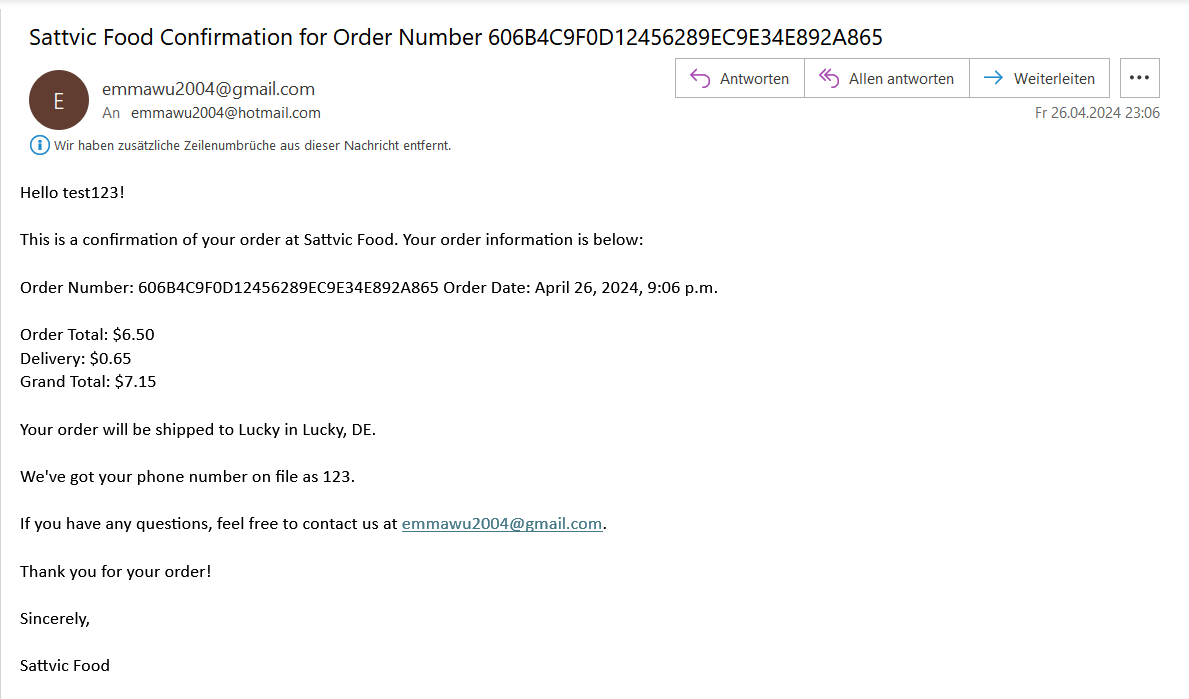 Sattvic Food Confirmation for Order Number 606B4C9F0D12456289EC9E34E892A865
E
emmawu2004@gmail.com
An emmawu2004@hotmail.com
Antworten
Allen antworten
Weiterleiten
Fr 26.04.2024 23:06
Wir haben zusätzliche Zeilenumbrüche aus dieser Nachricht entfernt.
Hello test123!
This is a confirmation of your order at Sattvic Food. Your order information is below:
Order Number: 606B4C9F0D12456289EC9E34E892A865 Order Date: April 26, 2024, 9:06 p.m.
Order Total: $6.50
Delivery: $0.65
Grand Total: $7.15
Your order will be shipped to Lucky in Lucky, DE.
We've got your phone number on file as 123.
If you have any questions, feel free to contact us at emmawu2004@gmail.com.
Thank you for your order!
Sincerely,
Sattvic Food